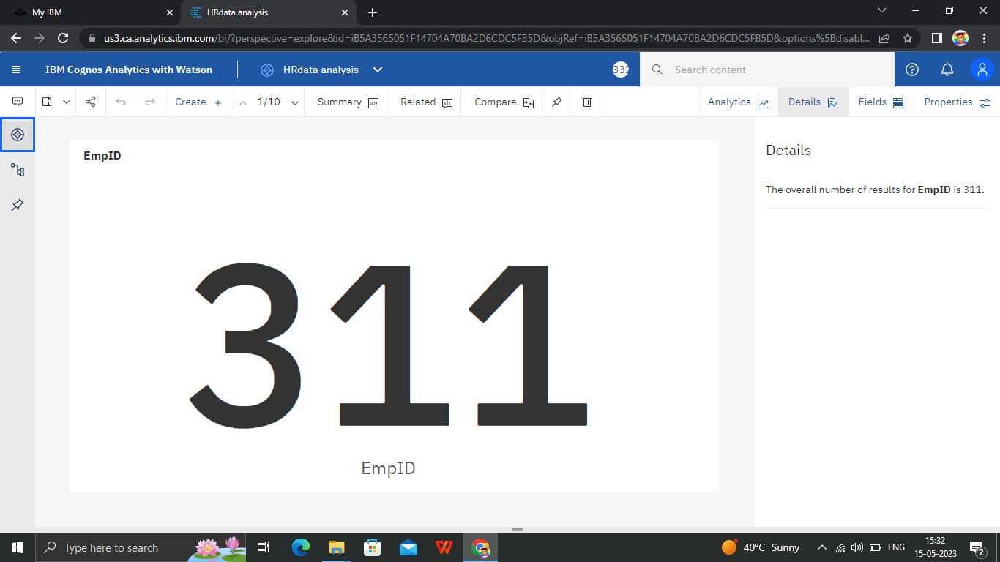 My IBM
HRdata analysis
us3.ca.analytics.ibm.com/bi/?perspective=explore&id=iB5A3565051F14704A70BA2D6CDC5FB5D&objRef=iB5A3565051F14704A70BA2D6CDC5FB5D&options%5Bdisabl...
IBM Cognos Analytics with Watson
HRdata analysis
332
Search content
Create +
1/10
Summary
Related
Compare
Analytics
Details
Fields
Properties
EmpID
311
EmpID
Details
The overall number of results for EmpID is 311.
Type here to search
40°C Sunny
ENG
15:32
15-05-2023
2